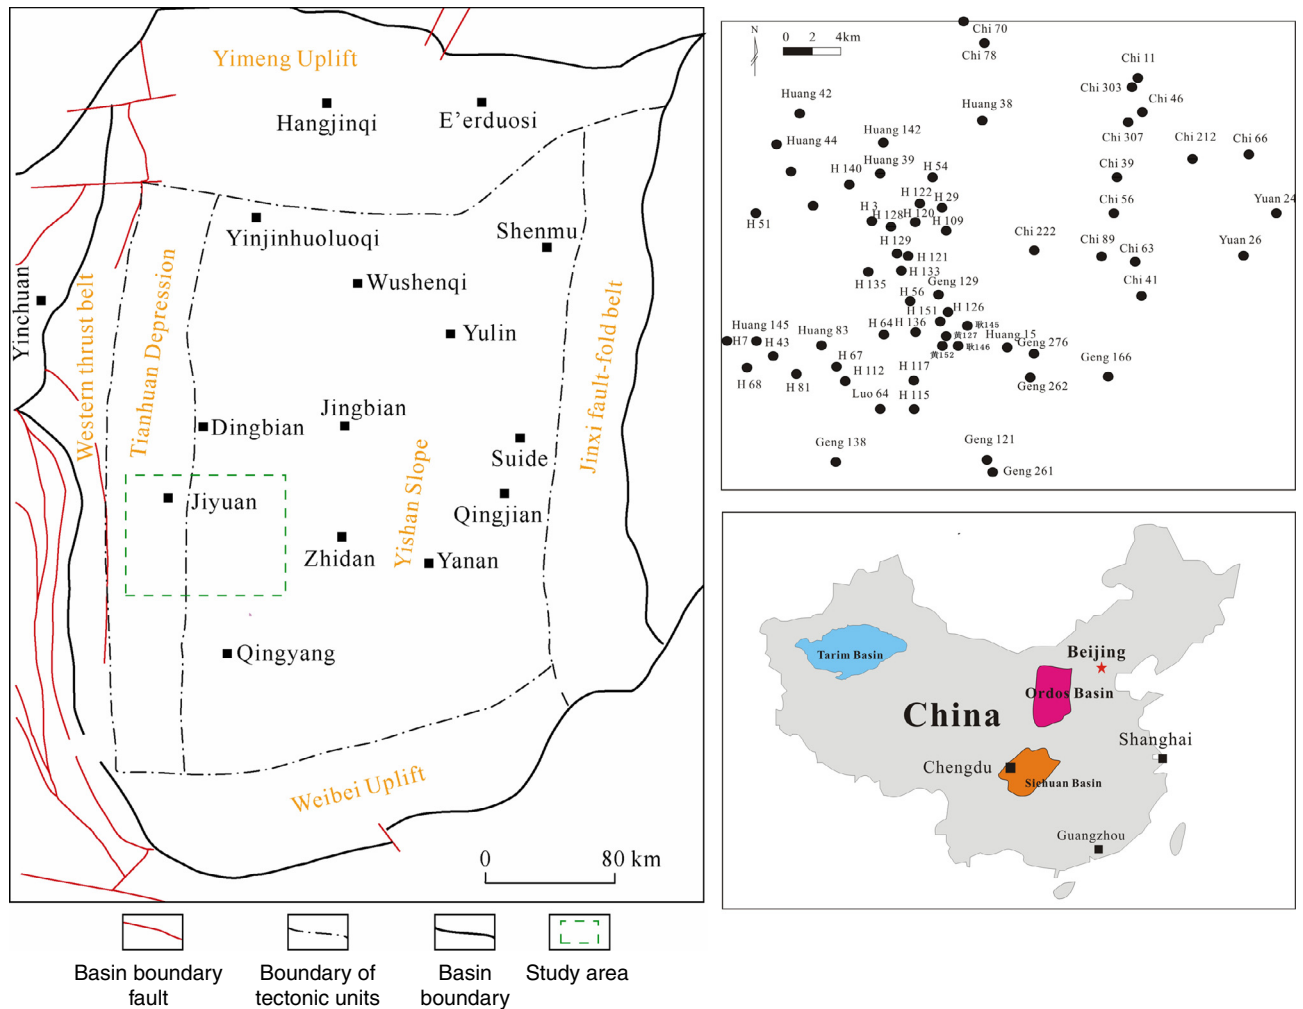 Yimeng Uplift
Hangjinqi
E'erduosi
Yinjinhuoluoqi
Shenmu
Wushenqi
Yulin
Yinchuan
Western thrust belt
Tianhuan Depression
Jinxi fault-fold belt
Dingbian
Jingbian
Suide
Yishan Slope
Jiyuan
Qingjian
Zhidan
Yanan
Qingyang
Weibei Uplift
0 80 km
Basin boundary
fault
Boundary of
tectonic units
Basin
boundary
Study area
N
0 2 4km
Chi 70
Chi 78
Chi 11
Chi 303
Chi 46
Huang 42
Huang 38
Chi 307
Huang 142
Chi 212
Chi 66
Huang 44
Huang 39
H 54
H 140
Chi 39
H 122
H 29
H 3
H 128
H 120
H 109
Chi 56
Yuan 24
H 51
Chi 222
H 129
H 121
Chi 89
Chi 63
Yuan 26
H 135
H 133
Chi 41
Geng 129
H 56
H 151
H 126
Huang 145
Huang 83
H 64
H 136
耿145
黄127
H7
H 43
黄152
耿146
Huang 15
Geng 276
H 68
H 81
H 67
H 112
H 117
Geng 262
Geng 166
Luo 64
H 115
Geng 138
Geng 121
Geng 261
Tarim Basin
Beijing
Ordos Basin
China
Shanghai
Chengdu
Sichuan Basin
Guangzhou